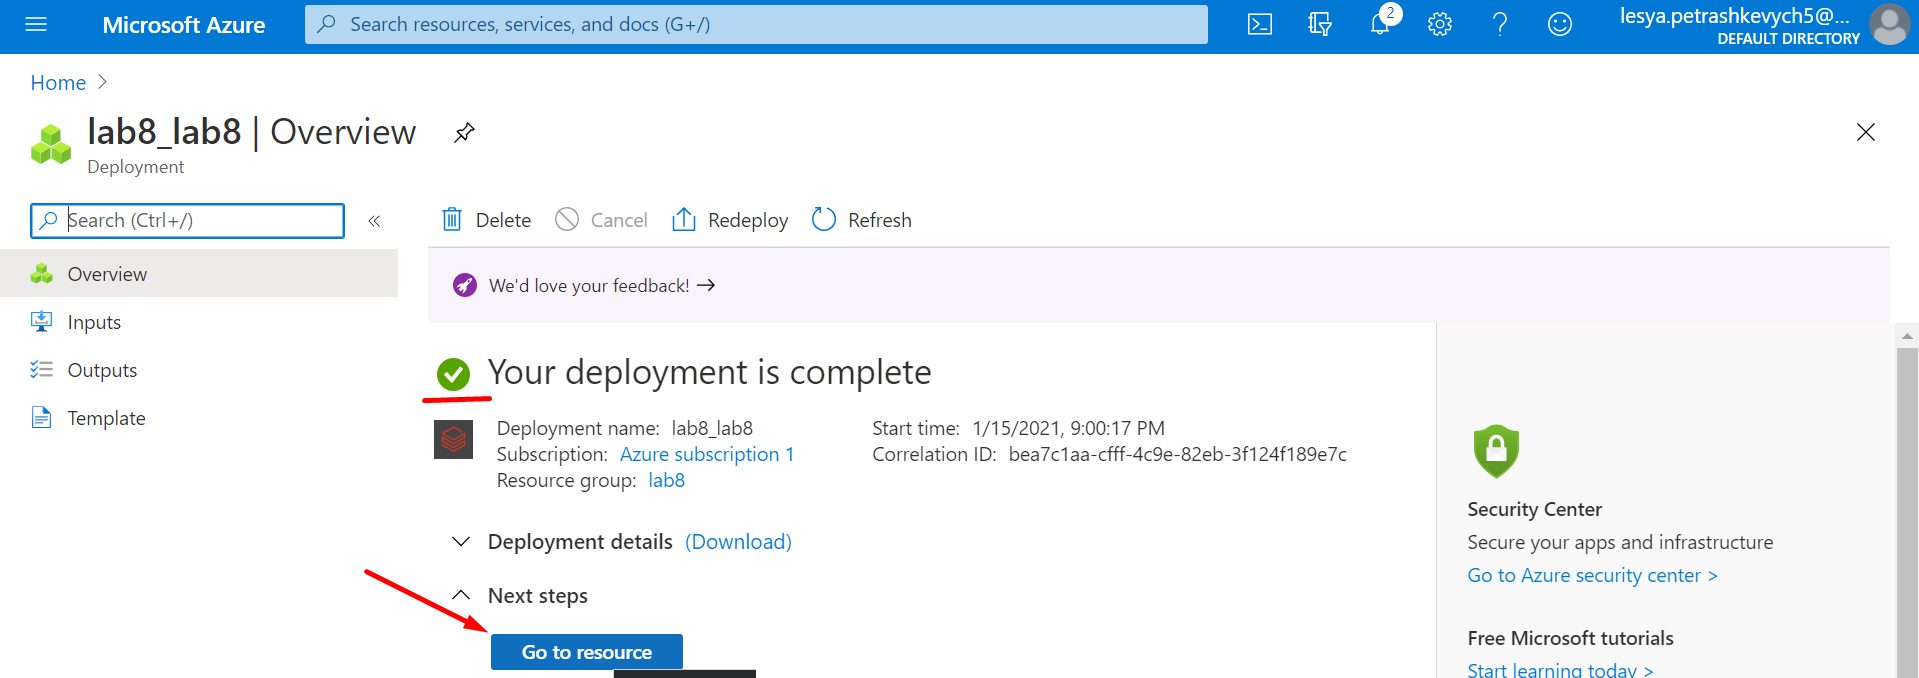 Microsoft Azure
Search resources, services, and docs (G+/)
2
lesya.petrashkevych5@...
DEFAULT DIRECTORY
Home
lab8_lab8 | Overview
Deployment
Search (Ctrl+/)
«
Delete
Cancel
Redeploy
Refresh
Overview
Inputs
Outputs
Template
We'd love your feedback! →
Your deployment is complete
Deployment name: lab8_lab8
Subscription: Azure subscription 1
Resource group: lab8
Start time: 1/15/2021, 9:00:17 PM
Correlation ID: bea7c1aa-cfff-4c9e-82eb-3f124f189e7c
Deployment details (Download)
Next steps
Go to resource
Security Center
Secure your apps and infrastructure
Go to Azure security center >
Free Microsoft tutorials
Start learning today >